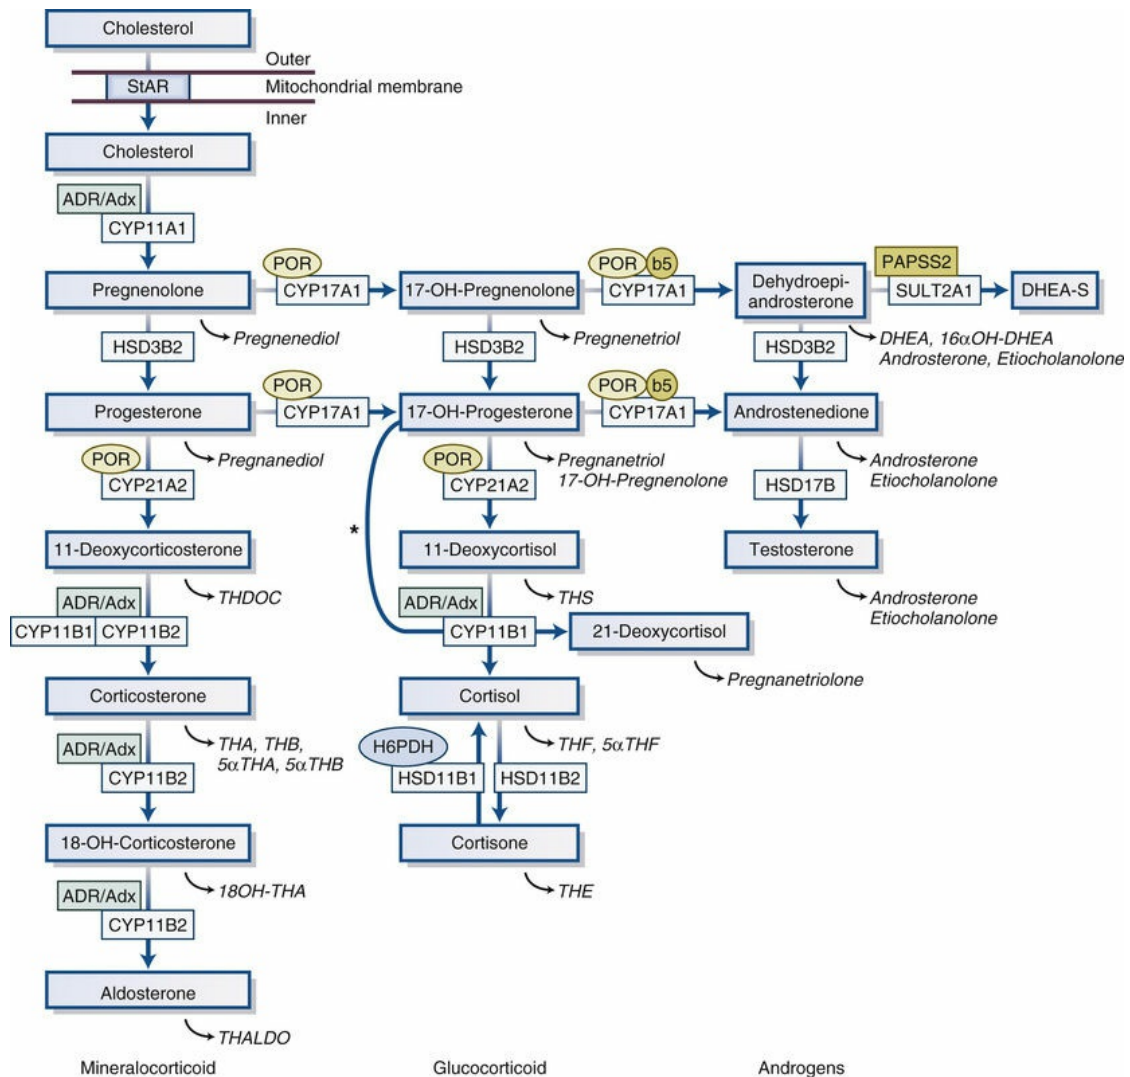 Cholesterol
Outer
StAR
Mitochondrial membrane
Inner
Cholesterol
ADR/Adx
CYP11A1
POR
CYP17A1
POR
b5
CYP17A1
PAPSS2
SULT2A1
Pregnenolone
17-OH-Pregnenolone
Dehydroepi-
androsterone
DHEA-S
Pregnenediol
Pregnenetriol
DHEA, 16αOH-DHEA
Androsterone, Etiocholanolone
HSD3B2
HSD3B2
HSD3B2
POR
CYP17A1
POR
b5
CYP17A1
Progesterone
17-OH-Progesterone
Androstenedione
Pregnanediol
Pregnanetriol
17-OH-Pregnenolone
Androsterone
Etiocholanolone
POR
CYP21A2
POR
CYP21A2
HSD17B
*
11-Deoxycorticosterone
11-Deoxycortisol
Testosterone
THDOC
THS
Androsterone
Etiocholanolone
ADR/Adx
CYP11B1
CYP11B2
ADR/Adx
CYP11B1
21-Deoxycortisol
Pregnanetriolone
Corticosterone
Cortisol
THA, THB,
5αTHA, 5αTHB
THF, 5αTHF
ADR/Adx
CYP11B2
H6PDH
HSD11B1
HSD11B2
18-OH-Corticosterone
Cortisone
18OH-THA
THE
ADR/Adx
CYP11B2
Aldosterone
THALDO
Mineralocorticoid
Glucocorticoid
Androgens